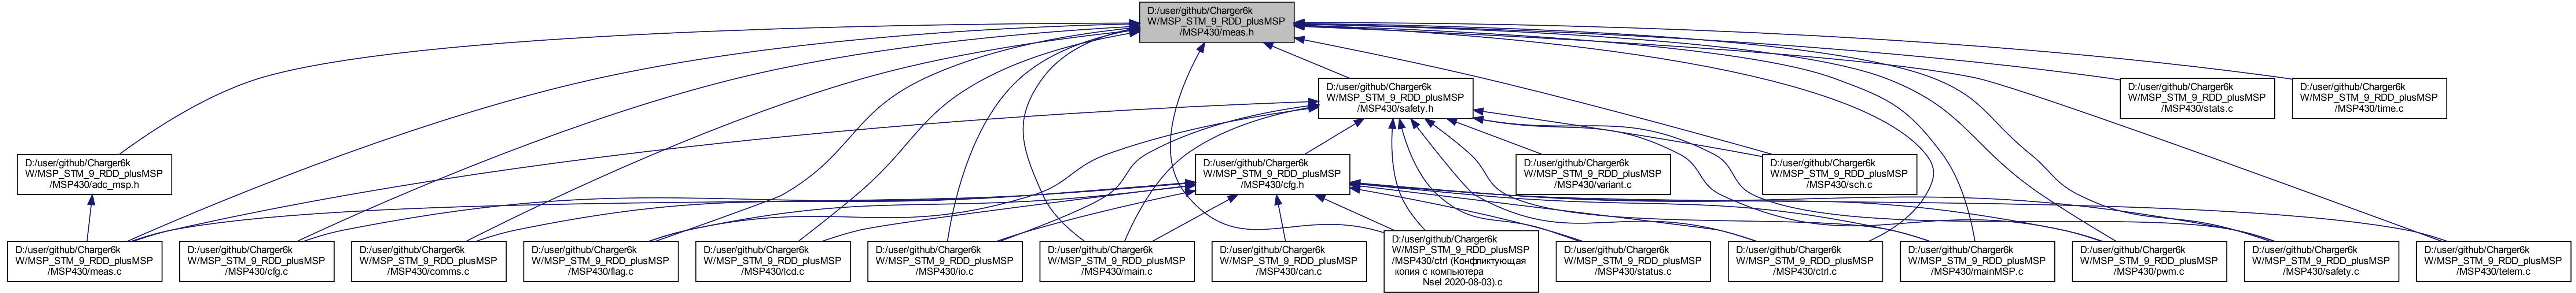 D:/user/github/Charger6k
W/MSP_STM_9_RDD_plusMSP
/MSP430/meas.h
D:/user/github/Charger6k
W/MSP_STM_9_RDD_plusMSP
/MSP430/safety.h
D:/user/github/Charger6k
W/MSP_STM_9_RDD_plusMSP
/MSP430/stats.c
D:/user/github/Charger6k
W/MSP_STM_9_RDD_plusMSP
/MSP430/time.c
D:/user/github/Charger6k
W/MSP_STM_9_RDD_plusMSP
/MSP430/adc_msp.h
D:/user/github/Charger6k
W/MSP_STM_9_RDD_plusMSP
/MSP430/cfg.h
D:/user/github/Charger6k
W/MSP_STM_9_RDD_plusMSP
/MSP430/variant.c
D:/user/github/Charger6k
W/MSP_STM_9_RDD_plusMSP
/MSP430/sch.c
D:/user/github/Charger6k
W/MSP_STM_9_RDD_plusMSP
/MSP430/meas.c
D:/user/github/Charger6k
W/MSP_STM_9_RDD_plusMSP
/MSP430/cfg.c
D:/user/github/Charger6k
W/MSP_STM_9_RDD_plusMSP
/MSP430/comms.c
D:/user/github/Charger6k
W/MSP_STM_9_RDD_plusMSP
/MSP430/flag.c
D:/user/github/Charger6k
W/MSP_STM_9_RDD_plusMSP
/MSP430/lcd.c
D:/user/github/Charger6k
W/MSP_STM_9_RDD_plusMSP
/MSP430/io.c
D:/user/github/Charger6k
W/MSP_STM_9_RDD_plusMSP
/MSP430/main.c
D:/user/github/Charger6k
W/MSP_STM_9_RDD_plusMSP
/MSP430/can.c
D:/user/github/Charger6k
W/MSP_STM_9_RDD_plusMSP
/MSP430/ctrl (Конфликтующая
копия с компьютера
Nsel 2020-08-03).c
D:/user/github/Charger6k
W/MSP_STM_9_RDD_plusMSP
/MSP430/status.c
D:/user/github/Charger6k
W/MSP_STM_9_RDD_plusMSP
/MSP430/ctrl.c
D:/user/github/Charger6k
W/MSP_STM_9_RDD_plusMSP
/MSP430/mainMSP.c
D:/user/github/Charger6k
W/MSP_STM_9_RDD_plusMSP
/MSP430/pwm.c
D:/user/github/Charger6k
W/MSP_STM_9_RDD_plusMSP
/MSP430/safety.c
D:/user/github/Charger6k
W/MSP_STM_9_RDD_plusMSP
/MSP430/telem.c